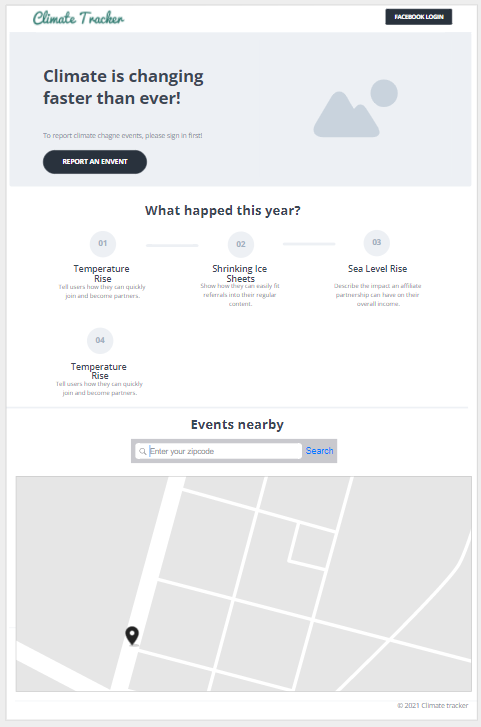 Climate Tracker
FACEBOOK LOGIN
Climate is changing
faster than ever!
To report climate chagne events, please sign in first!
REPORT AN ENVENT
What happed this year?
01
02
03
Temperature
Rise
Tell users how they can quickly
join and become partners.
Shrinking Ice
Sheets
Show how they can easily fit
referrals into their regular
content.
Sea Level Rise
Describe the impact an affiliate
partnership can have on their
overall income.
04
Temperature
Rise
Tell users how they can quickly
join and become partners.
Events nearby
Enter your zipcode
Search
© 2021 Climate tracker